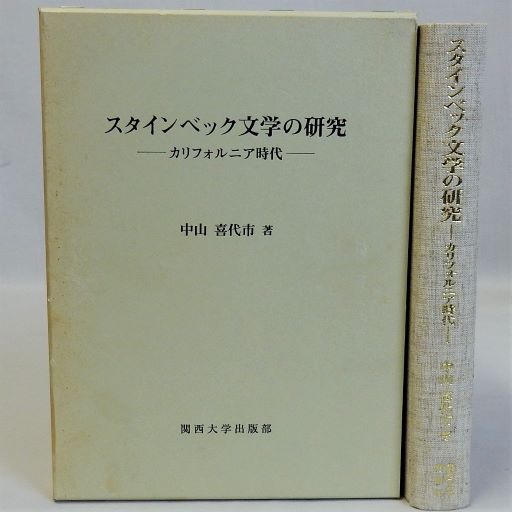 スタインベック文学の研究
――カリフォルニア時代――
中山 喜代市 著
関西大学出版部
スタインベック文学の研究――カリフォルニア時代――
中山